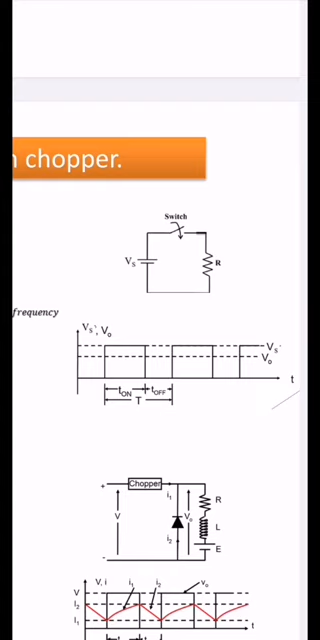 n chopper.
Switch
Vs
R
frequency
Vs, Vo
Vs
Vo
t
tON
tOFF
T
+
Chopper
i1
R
V
Vo
L
i2
E
-
V, i
i1
i2
vo
V
I2
I1
t